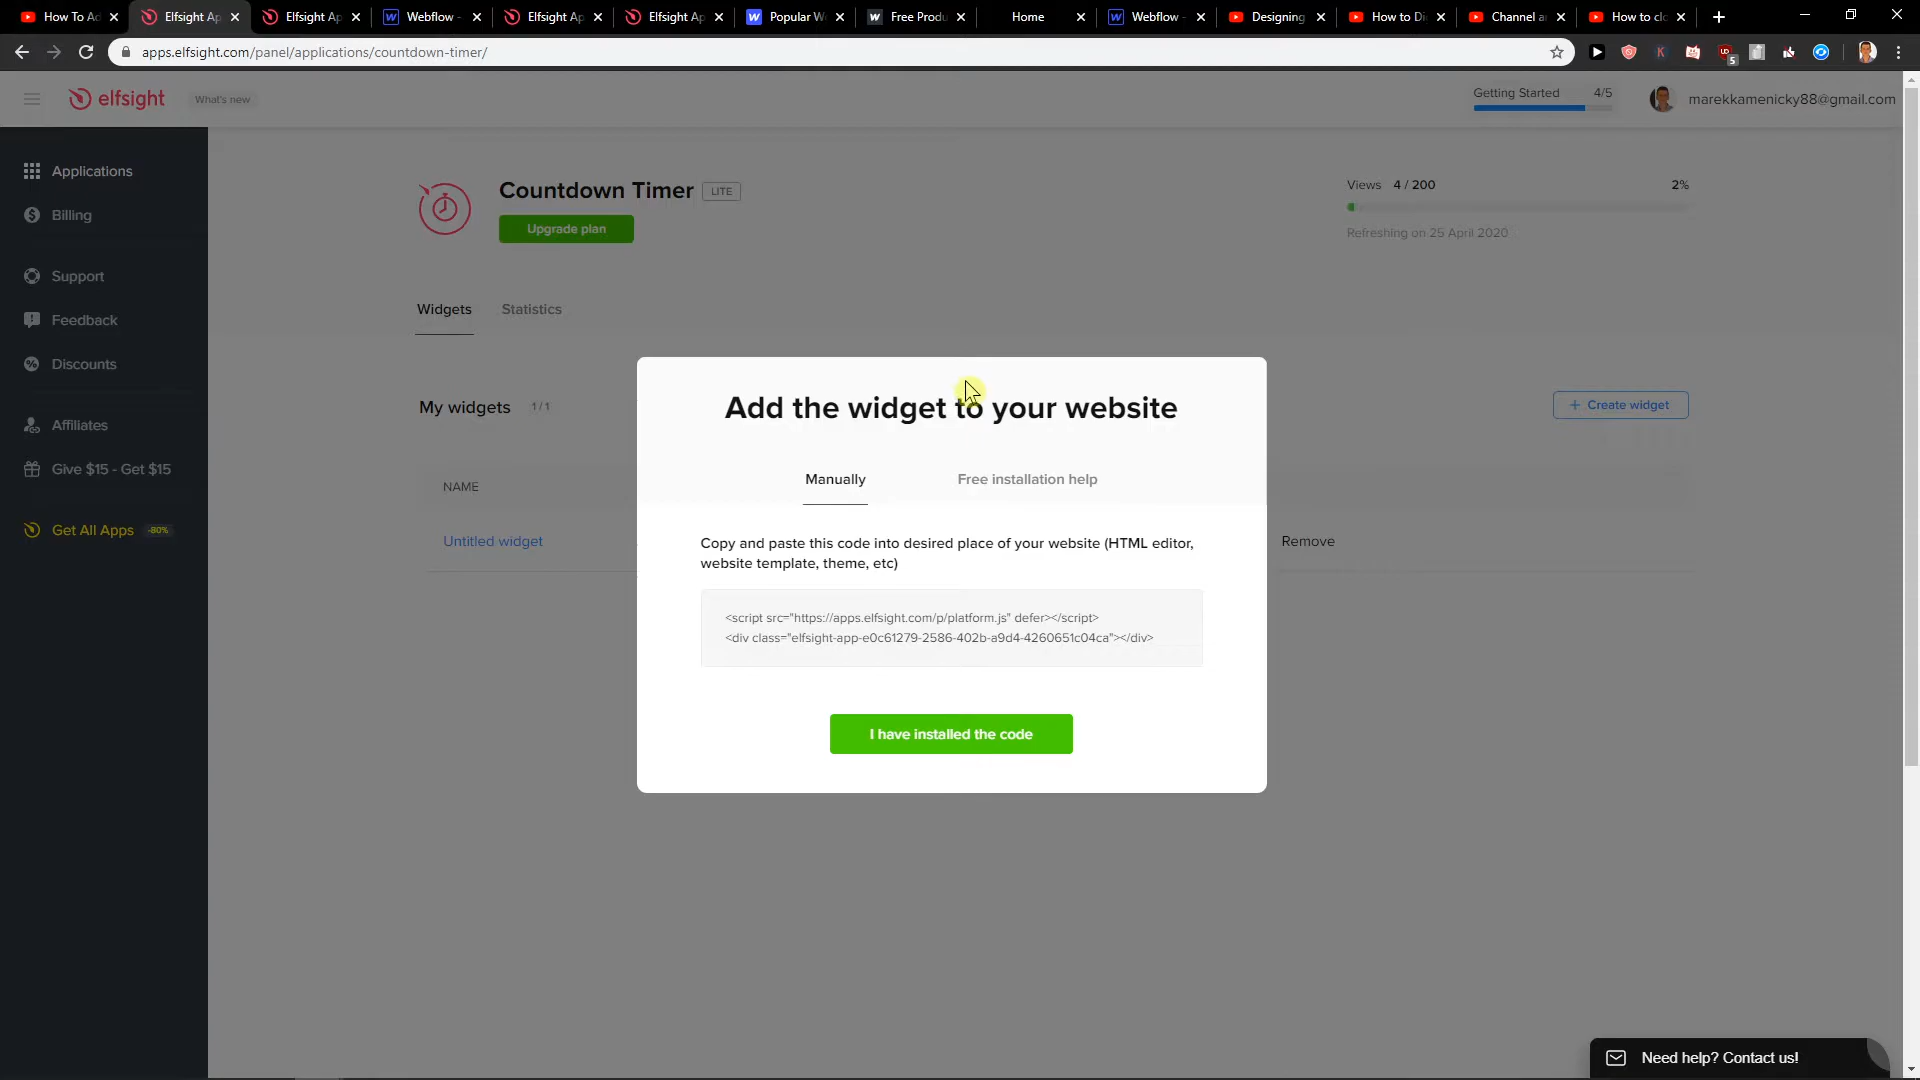 How To Ad
Elfsight Ap
Elfsight Ap
Webflow -
Elfsight Ap
Elfsight Ap
Popular W
Free Produ
Home
Webflow -
Designing
How to Di
Channel a
How to clo
apps.elfsight.com/panel/applications/countdown-timer/
5
elfsight
What's new
Getting Started 4/5
marekkamenicky88@gmail.com
Applications
Billing
Support
Feedback
Discounts
Affiliates
Give $15 - Get $15
Get All Apps -80%
Countdown Timer LITE
Upgrade plan
Views 4 / 200 2%
Refreshing on 25 April 2020
Widgets Statistics
My widgets 1/1
+ Create widget
NAME
Untitled widget
Remove
Add the widget to your website
Manually Free installation help
Copy and paste this code into desired place of your website (HTML editor,
website template, theme, etc)
<script src="https://apps.elfsight.com/p/platform.js" defer></script>
<div class="elfsight-app-e0c61279-2586-402b-a9d4-4260651c04ca"></div>
I have installed the code
Need help? Contact us!